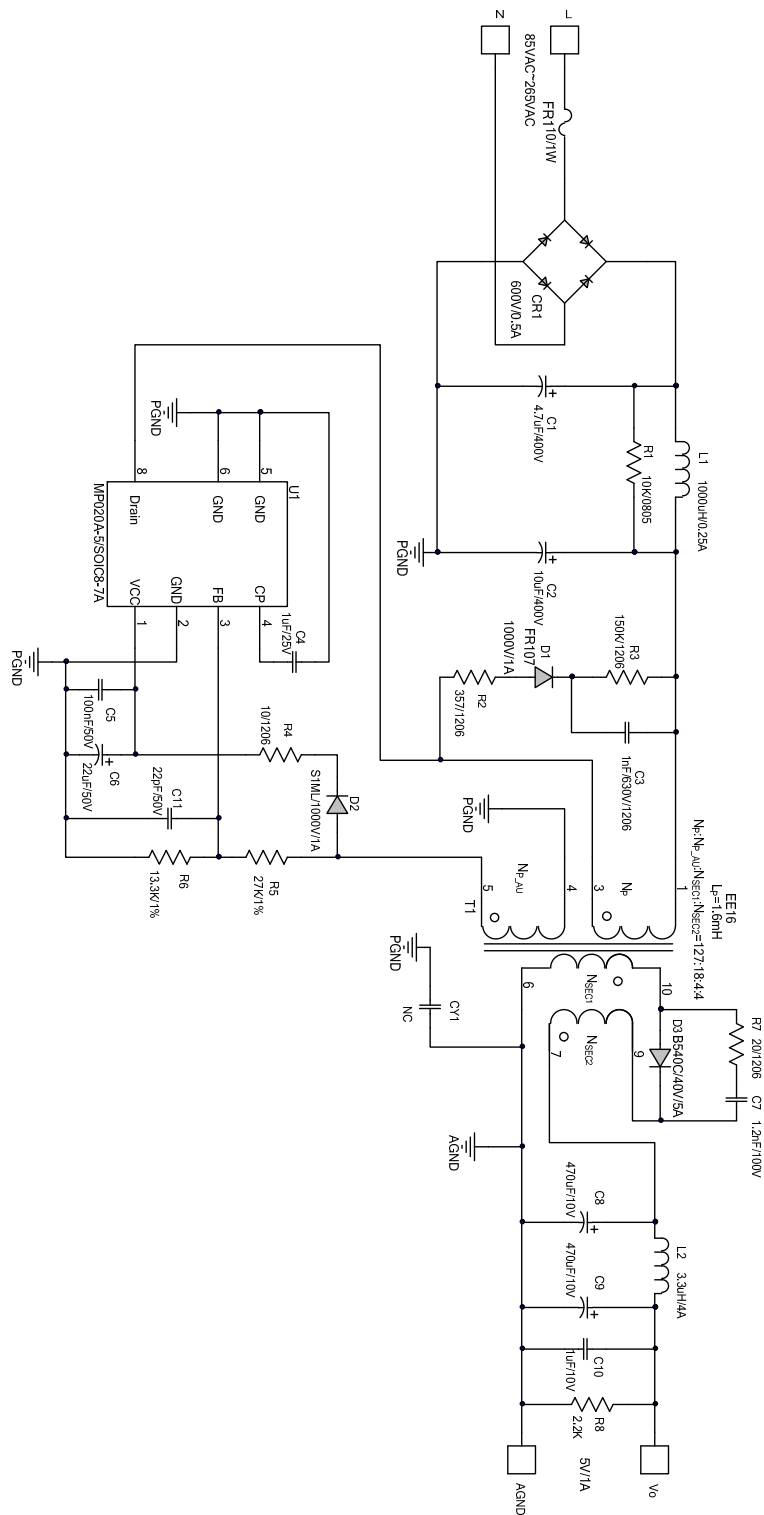 L
N
85VAC~265VAC
FR1 10/1W
CR1
600V/0.5A
L1 1000uH/0.25A
R1
10K/0805
C1
4.7uF/400V
C2
10uF/400V
PGND
R3
150K/1206
C3
1nF/630V/1206
D1
FR107
1000V/1A
R2
357/1206
EE16
LP=1.6mH
NP:NP_AU:NSEC1:NSEC2=127:18:4:4
1
NP
3
4
NP_AU
5
T1
PGND
10
NSEC1
6
9
NSEC2
7
R7 20/1206
C7 1.2nF/100V
D3 B540C/40V/5A
CY1
NC
PGND
AGND
C8
470uF/10V
L2 3.3uH/4A
C9
470uF/10V
C10
1uF/10V
R8
2.2K
5V/1A
Vo
AGND
PGND
U1
5 GND
6 GND
8 Drain
CP 4
FB 3
GND 2
VCC 1
MP020A-5/SOIC8-7A
C4
1uF/25V
PGND
C5
100nF/50V
C6
22uF/50V
R4
10/1206
D2
S1ML/1000V/1A
C11
22pF/50V
R5
27K/1%
R6
13.3K/1%